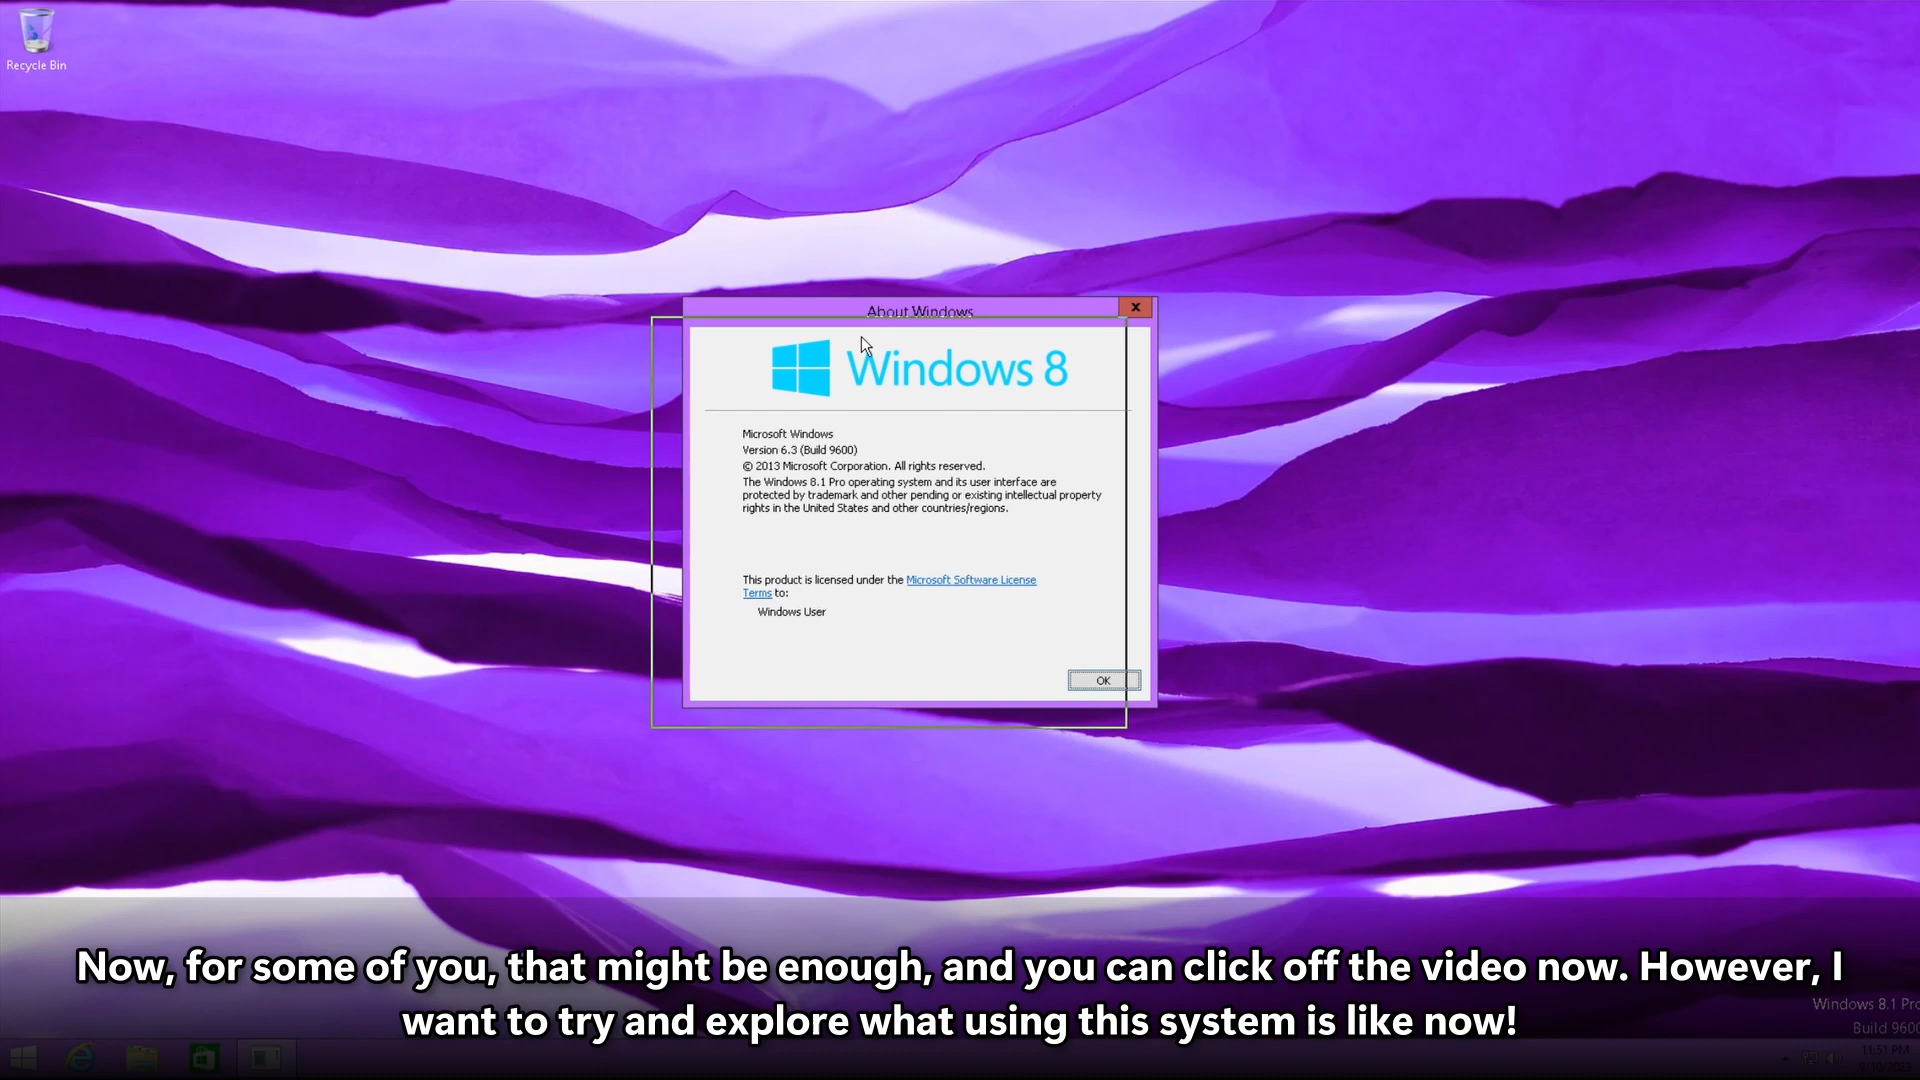 Recycle Bin
About Windows
Windows 8
Microsoft Windows
Version 6.3 (Build 9600)
© 2013 Microsoft Corporation. All rights reserved.
The Windows 8.1 Pro operating system and its user interface are
protected by trademark and other pending or existing intellectual property
rights in the United States and other countries/regions.
This product is licensed under the Microsoft Software License
Terms to:
Windows User
OK
Now, for some of you, that might be enough, and you can click off the video now. However, I
want to try and explore what using this system is like now!
Windows 8.1 Pro
Build 9600
11:51 PM